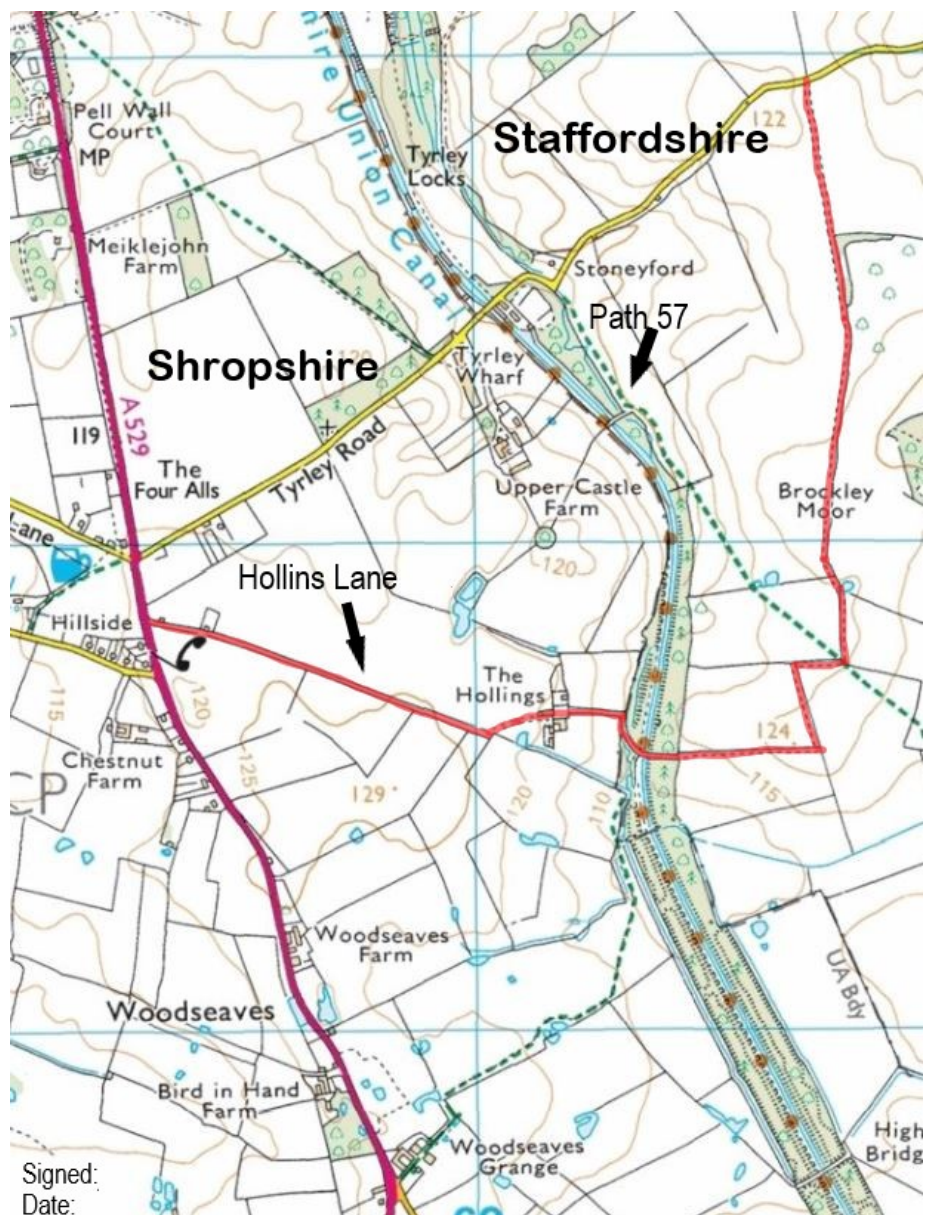 Pell Wall
Court
MP
Staffordshire
122
Tyrley
Locks
Meiklejohn
Farm
ire Union Canal
Stoneyford
Path 57
Shropshire
120
Tyrley
Wharf
A529
119
The
Four Alls
Tyrley Road
Upper Castle
Farm
Brockley
Moor
Lane
120
Hollins Lane
Hillside
The
Hollings
115
120
124
Chestnut
Farm
125
CP
129
120
110
115
Woodseaves
Farm
UA Bdy
Woodseaves
Bird in Hand
Farm
Woodseaves
Grange
High
Bridg
Signed:
Date: